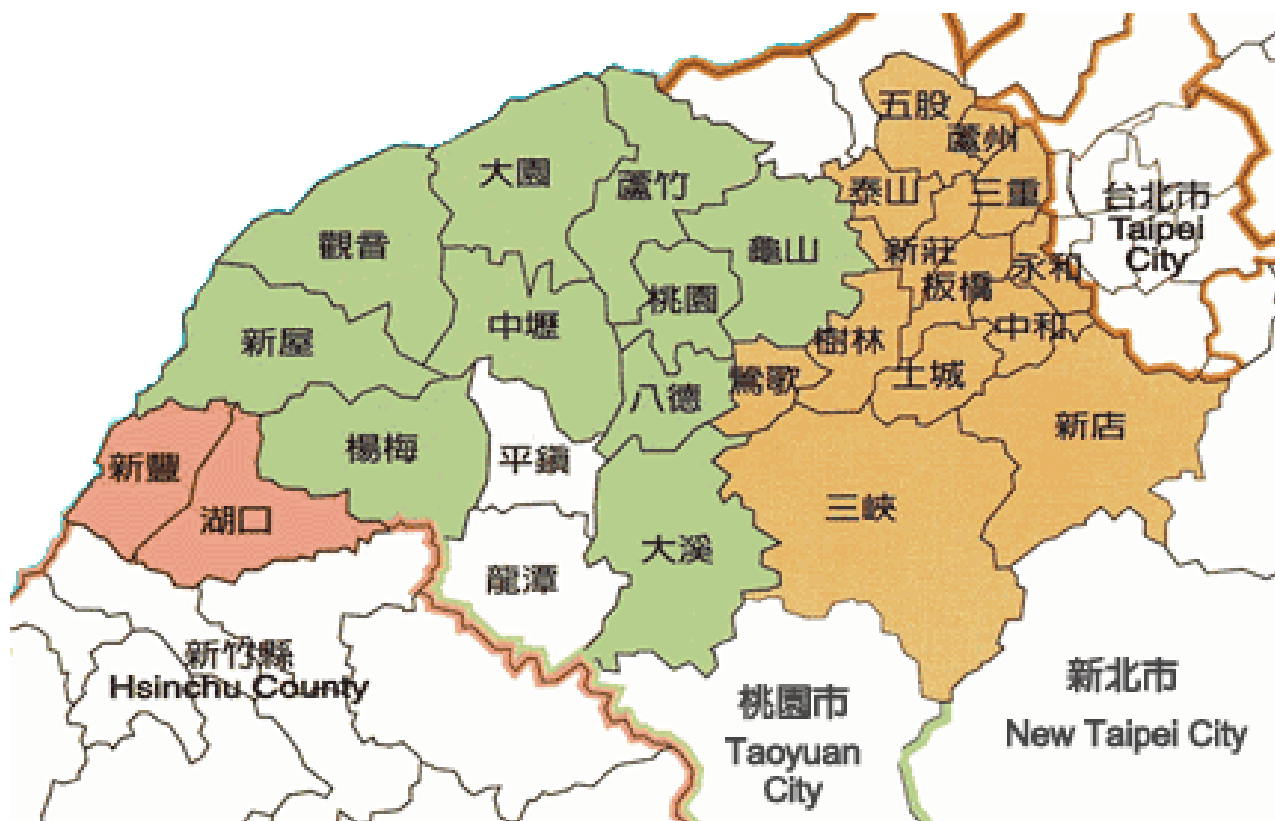 五股
蘆州
大園
蘆竹
泰山
三重
台北市
Taipei
City
觀音
龜山
新莊
永和
板橋
桃園
中壢
新屋
樹林
中和
鶯歌
土城
八德
新店
楊梅
平鎮
新豐
湖口
三峽
大溪
龍潭
新竹縣
Hsinchu County
桃園市
Taoyuan
City
新北市
New Taipei City